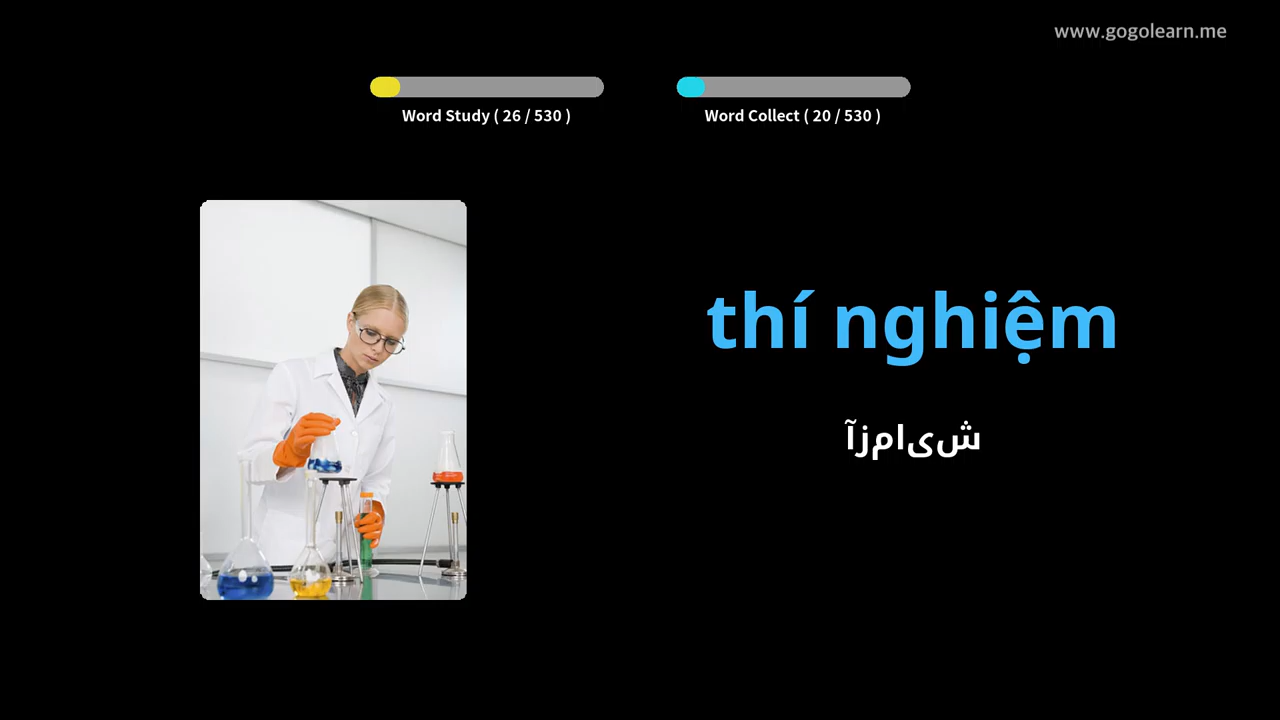 www.gogolearn.me
Word Study ( 26 / 530 )
Word Collect ( 20 / 530 )
thí nghiệm
آزمایش